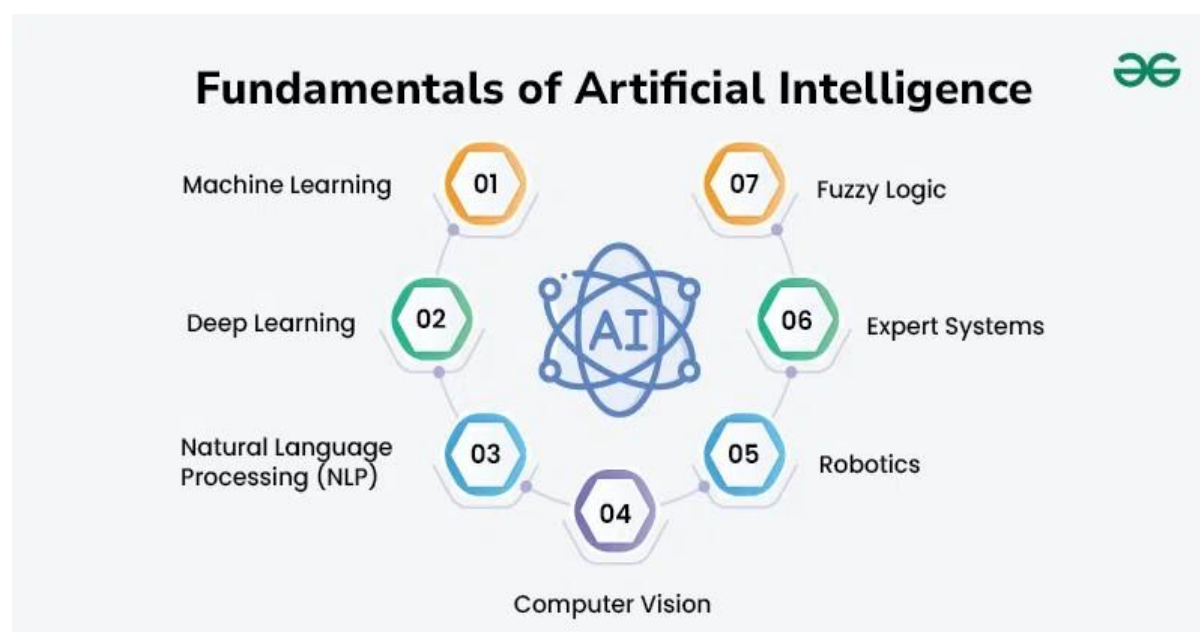 Fundamentals of Artificial Intelligence
01
Machine Learning
02
Deep Learning
03
Natural Language
Processing (NLP)
04
Computer Vision
05
Robotics
06
Expert Systems
07
Fuzzy Logic
AI